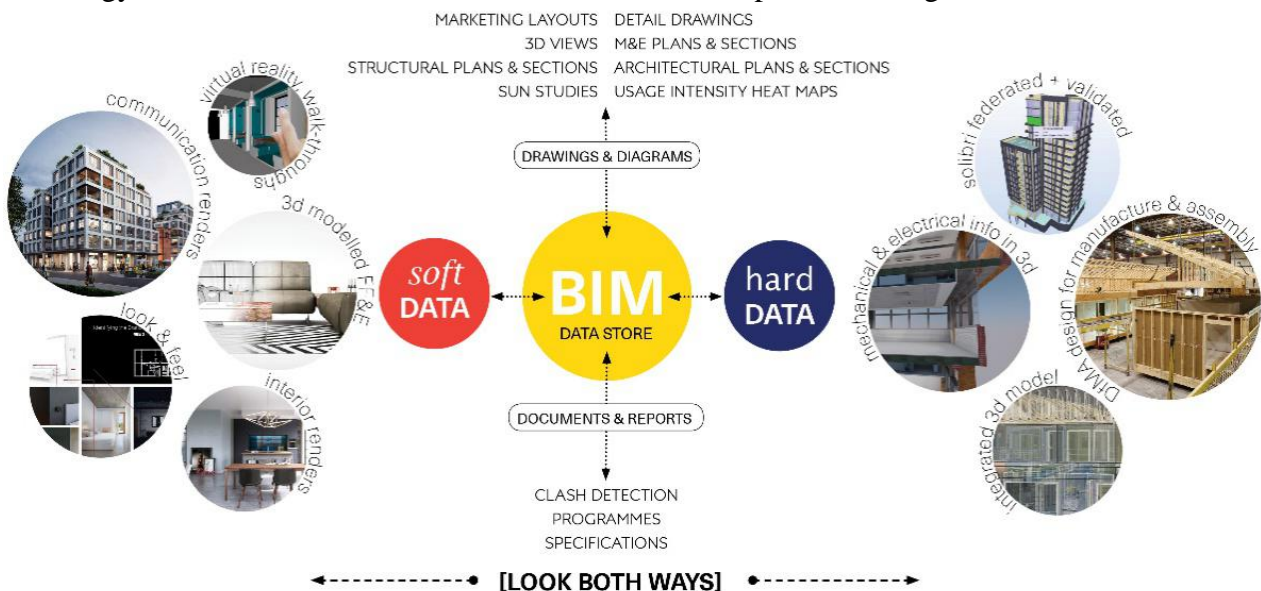 MARKETING LAYOUTS
3D VIEWS
STRUCTURAL PLANS & SECTIONS
SUN STUDIES
DETAIL DRAWINGS
M&E PLANS & SECTIONS
ARCHITECTURAL PLANS & SECTIONS
USAGE INTENSITY HEAT MAPS
DRAWINGS & DIAGRAMS
communication renders
virtual reality walk-throughs
3d modelled FF&E
look & feel
interior renders
soft
DATA
BIM
DATA STORE
hard
DATA
solibri federated + validated
mechanical & electrical info in 3d
DfMA design for manufacture & assembly
integrated 3d model
DOCUMENTS & REPORTS
CLASH DETECTION
PROGRAMMES
SPECIFICATIONS
[LOOK BOTH WAYS]